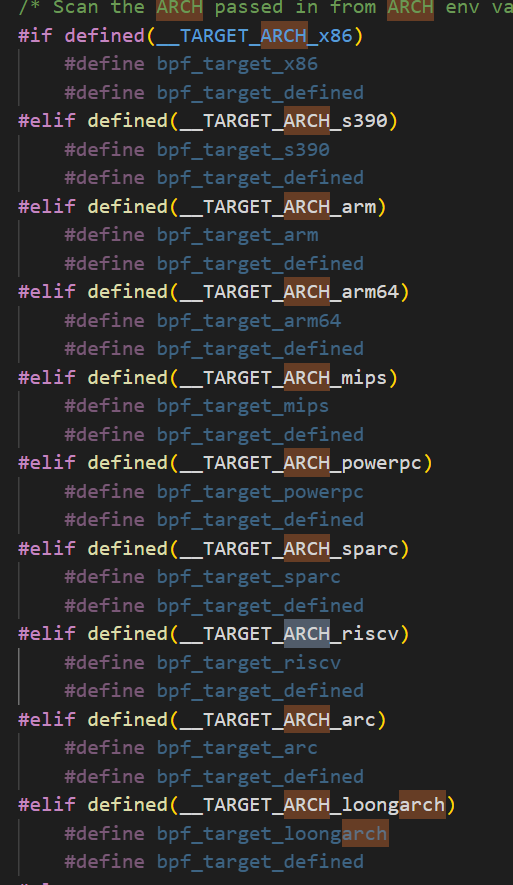 /* Scan the ARCH passed in from ARCH env va
#if defined(__TARGET_ARCH_x86)
    #define bpf_target_x86
    #define bpf_target_defined
#elif defined(__TARGET_ARCH_s390)
    #define bpf_target_s390
    #define bpf_target_defined
#elif defined(__TARGET_ARCH_arm)
    #define bpf_target_arm
    #define bpf_target_defined
#elif defined(__TARGET_ARCH_arm64)
    #define bpf_target_arm64
    #define bpf_target_defined
#elif defined(__TARGET_ARCH_mips)
    #define bpf_target_mips
    #define bpf_target_defined
#elif defined(__TARGET_ARCH_powerpc)
    #define bpf_target_powerpc
    #define bpf_target_defined
#elif defined(__TARGET_ARCH_sparc)
    #define bpf_target_sparc
    #define bpf_target_defined
#elif defined(__TARGET_ARCH_riscv)
    #define bpf_target_riscv
    #define bpf_target_defined
#elif defined(__TARGET_ARCH_arc)
    #define bpf_target_arc
    #define bpf_target_defined
#elif defined(__TARGET_ARCH_loongarch)
    #define bpf_target_loongarch
    #define bpf_target_defined